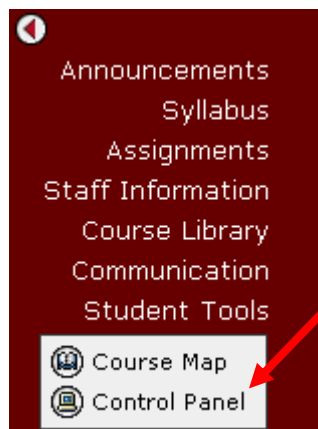 Announcements
Syllabus
Assignments
Staff Information
Course Library
Communication
Student Tools
Course Map
Control Panel